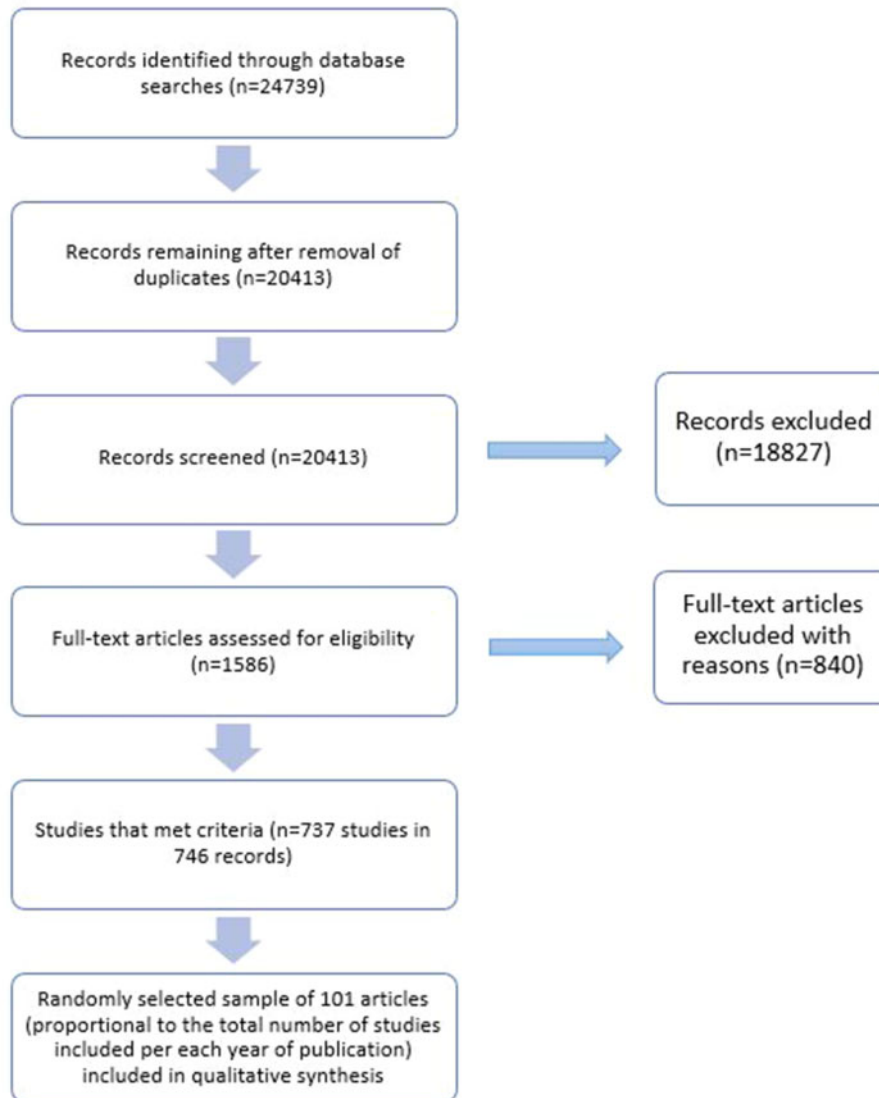 Records identified through database
searches (n=24739)
Records remaining after removal of
duplicates (n=20413)
Records screened (n=20413)
Records excluded
(n=18827)
Full-text articles assessed for eligibility
(n=1586)
Full-text articles
excluded with
reasons (n=840)
Studies that met criteria (n=737 studies in
746 records)
Randomly selected sample of 101 articles
(proportional to the total number of studies
included per each year of publication)
included in qualitative synthesis